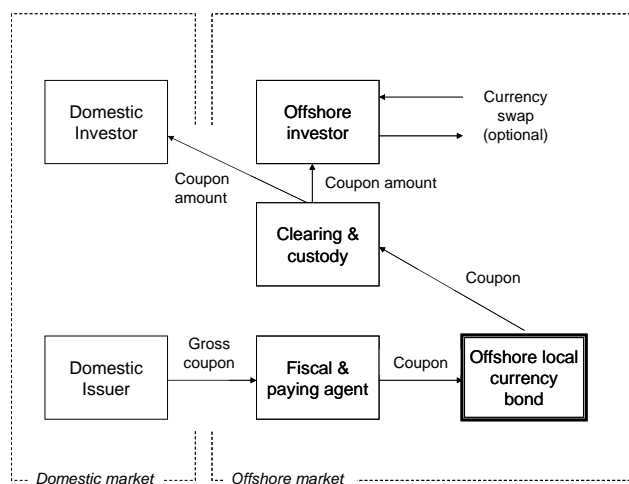 Domestic
Investor
Offshore
investor
Currency
swap
(optional)
Coupon
amount
Coupon amount
Clearing &
custody
Coupon
Domestic
Issuer
Gross
coupon
Fiscal &
paying agent
Coupon
Offshore local
currency
bond
Domestic market
Offshore market